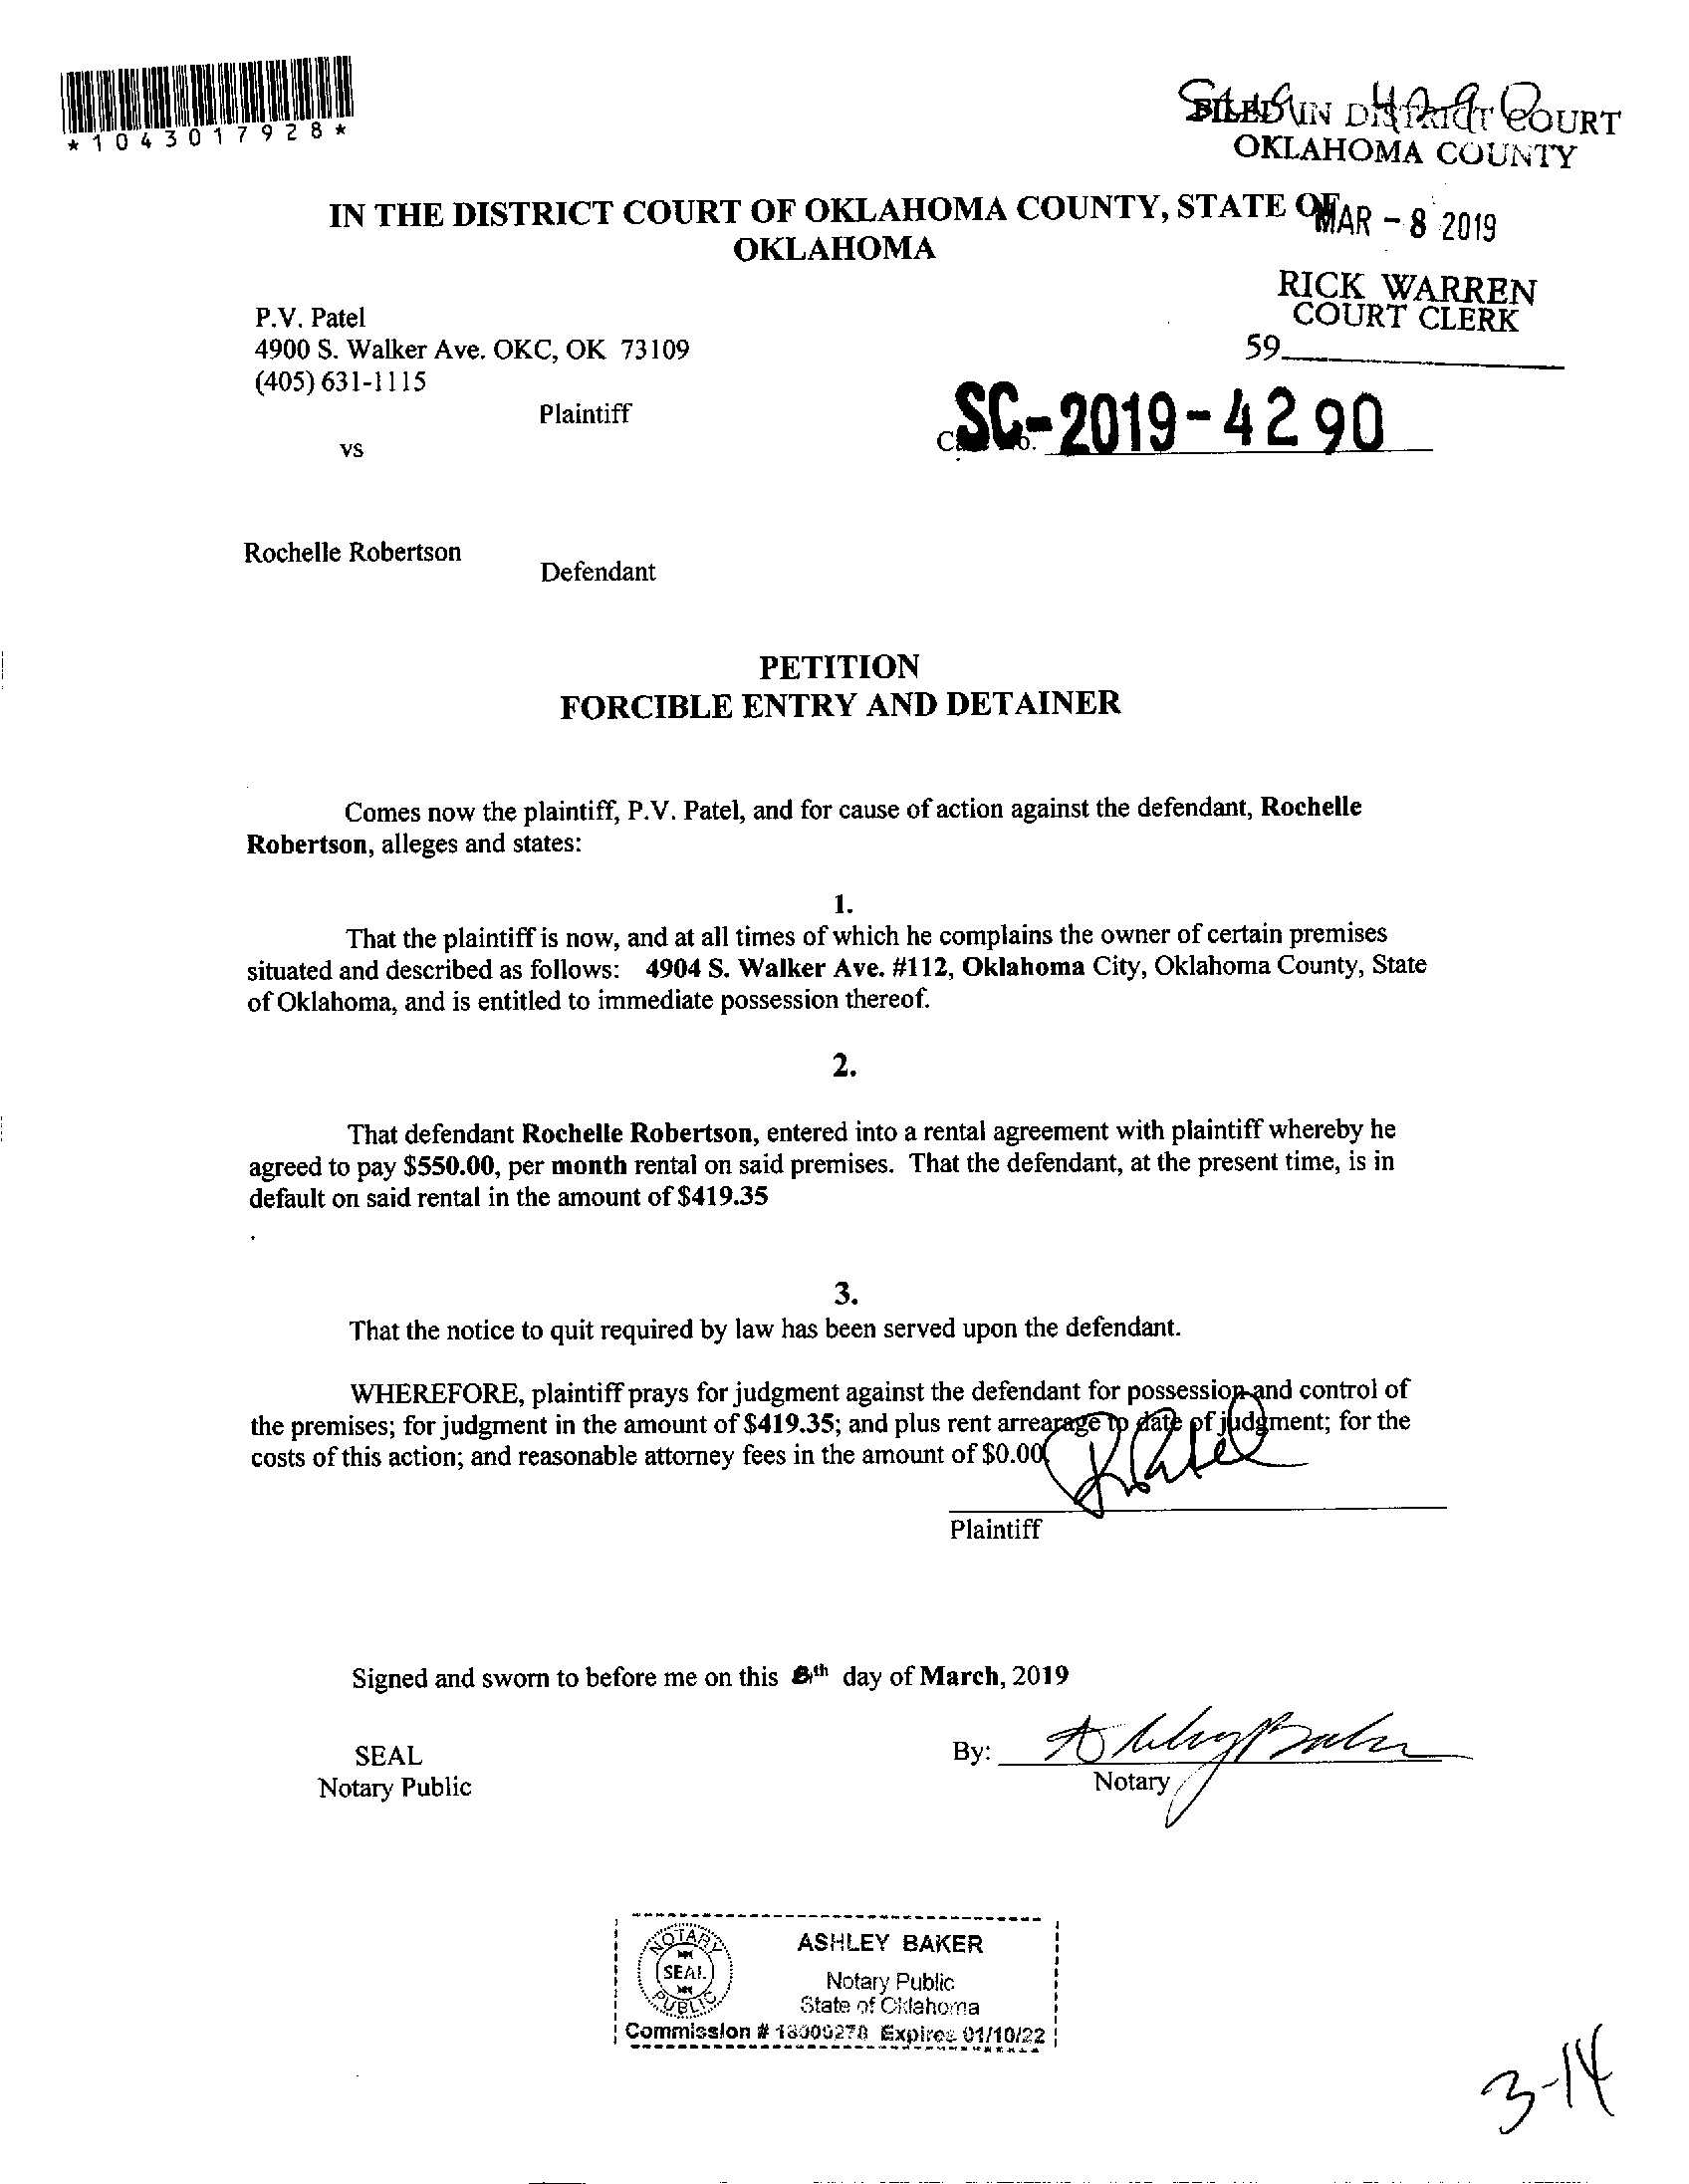 *1043017928*
FILED IN DISTRICT COURT
OKLAHOMA COUNTY
IN THE DISTRICT COURT OF OKLAHOMA COUNTY, STATE OF
OKLAHOMA
MAR - 8 2019
RICK WARREN
COURT CLERK
59
P.V. Patel
4900 S. Walker Ave. OKC, OK 73109
(405) 631-1115
Plaintiff
vs
SC-2019-4290
Rochelle Robertson
Defendant
PETITION
FORCIBLE ENTRY AND DETAINER
Comes now the plaintiff, P.V. Patel, and for cause of action against the defendant, Rochelle
Robertson, alleges and states:
1.
That the plaintiff is now, and at all times of which he complains the owner of certain premises
situated and described as follows: 4904 S. Walker Ave. #112, Oklahoma City, Oklahoma County, State
of Oklahoma, and is entitled to immediate possession thereof.
2.
That defendant Rochelle Robertson, entered into a rental agreement with plaintiff whereby he
agreed to pay $550.00, per month rental on said premises. That the defendant, at the present time, is in
default on said rental in the amount of $419.35
.
3.
That the notice to quit required by law has been served upon the defendant.
WHEREFORE, plaintiff prays for judgment against the defendant for possession and control of
the premises; for judgment in the amount of $419.35; and plus rent arrearage to date of judgment; for the
costs of this action; and reasonable attorney fees in the amount of $0.00
Plaintiff
Signed and sworn to before me on this 8th day of March, 2019
SEAL
Notary Public
By: Ashley Baker
Notary
NOTARY
SEAL
PUBLIC
ASHLEY BAKER
Notary Public
State of Oklahoma
Commission # 18000278 Expires 01/10/22
3-14